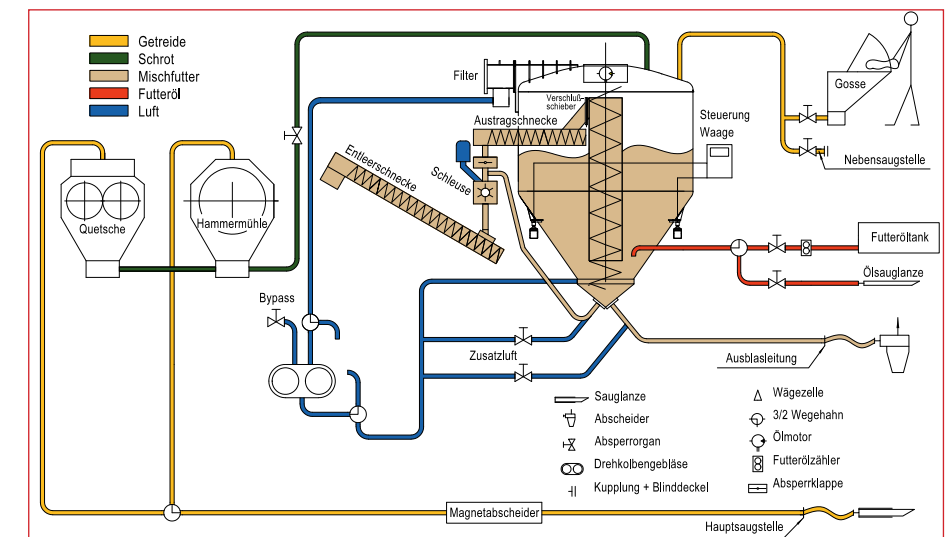 Getreide
Schrot
Mischfutter
Futteröl
Luft
Filter
Verschluß-
schieber
Austragschnecke
Steuerung
Waage
Gosse
Nebensaugstelle
Entleerschnecke
Schleuse
Quetsche
Hammermühle
Futteröltank
Ölsauglanze
Bypass
Zusatzluft
Ausblasleitung
Sauglanze
Abscheider
Absperrorgan
Drehkolbengebläse
Kupplung + Blinddeckel
Wägezelle
3/2 Wegehahn
Ölmotor
Futterölzähler
Absperrklappe
Magnetabscheider
Hauptsaugstelle